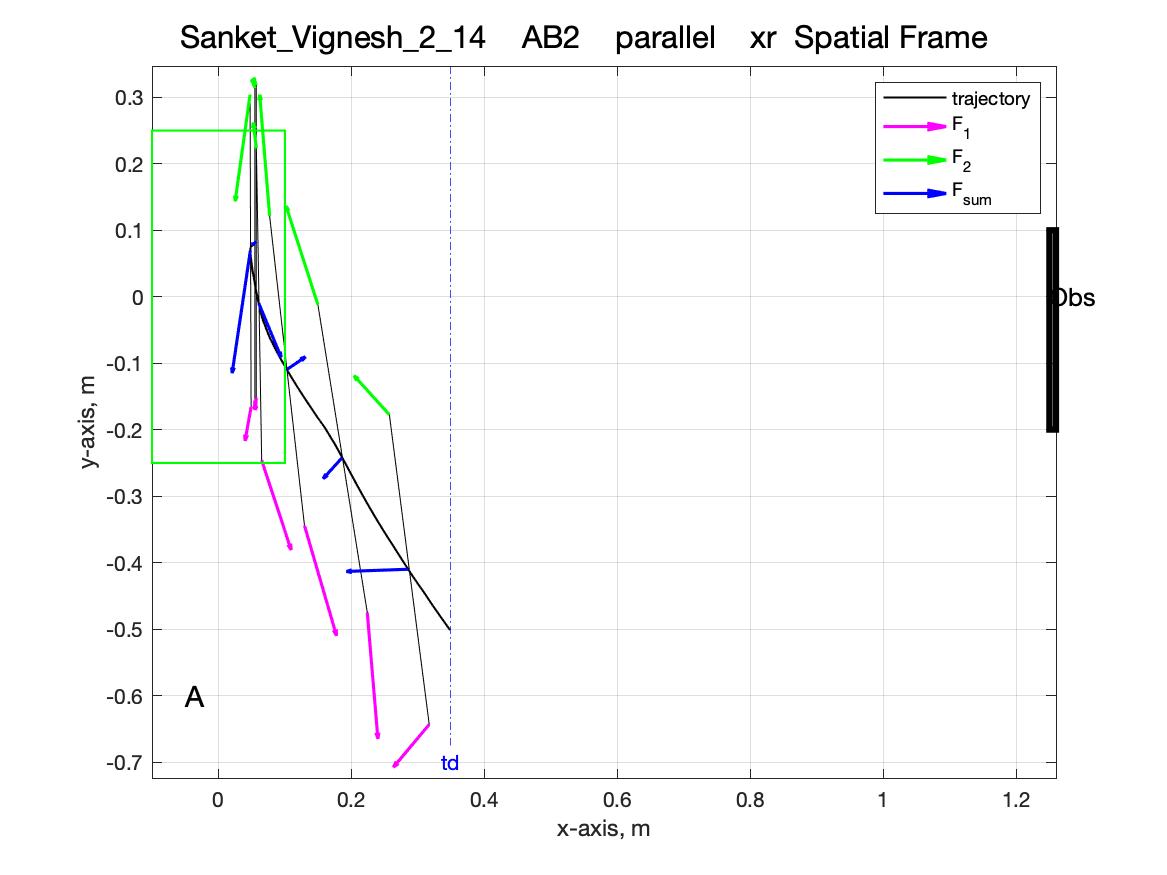 Sanket_Vignesh_2_14 AB2 parallel xr Spatial Frame
trajectory
F1
F2
Fsum
0.3
0.2
0.1
0
-0.1
-0.2
-0.3
-0.4
-0.5
-0.6
-0.7
y-axis, m
Obs
A
td
0 0.2 0.4 0.6 0.8 1 1.2
x-axis, m